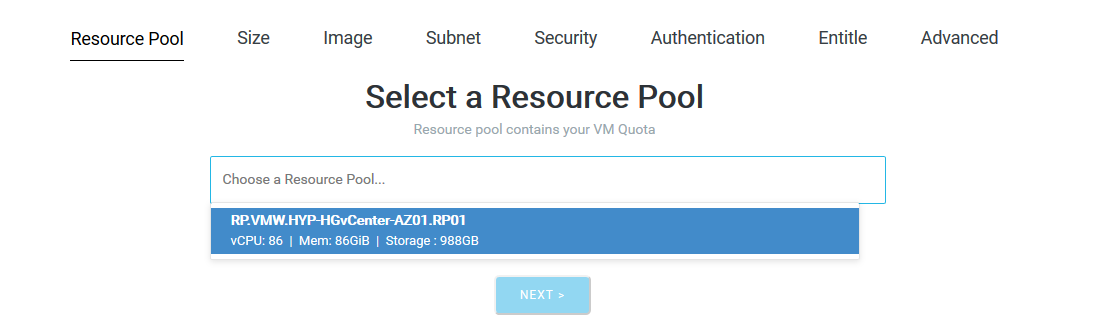 Resource Pool Size Image Subnet Security Authentication Entitle Advanced
Select a Resource Pool
Resource pool contains your VM Quota
Choose a Resource Pool...
RP.VMW.HYP-HGvCenter-AZ01.RP01
vCPU: 86 | Mem: 86GiB | Storage : 988GB
NEXT >